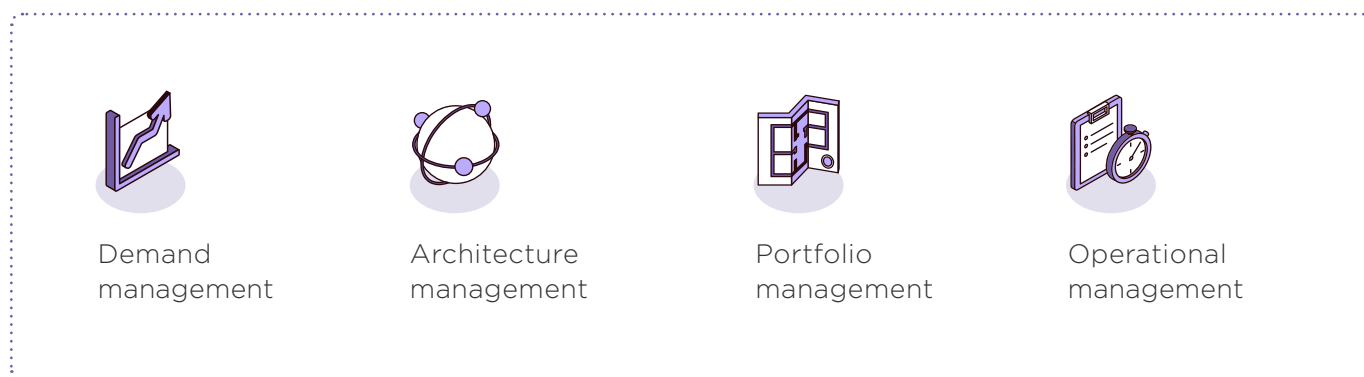 Demand
management
Architecture
management
Portfolio
management
Operational
management